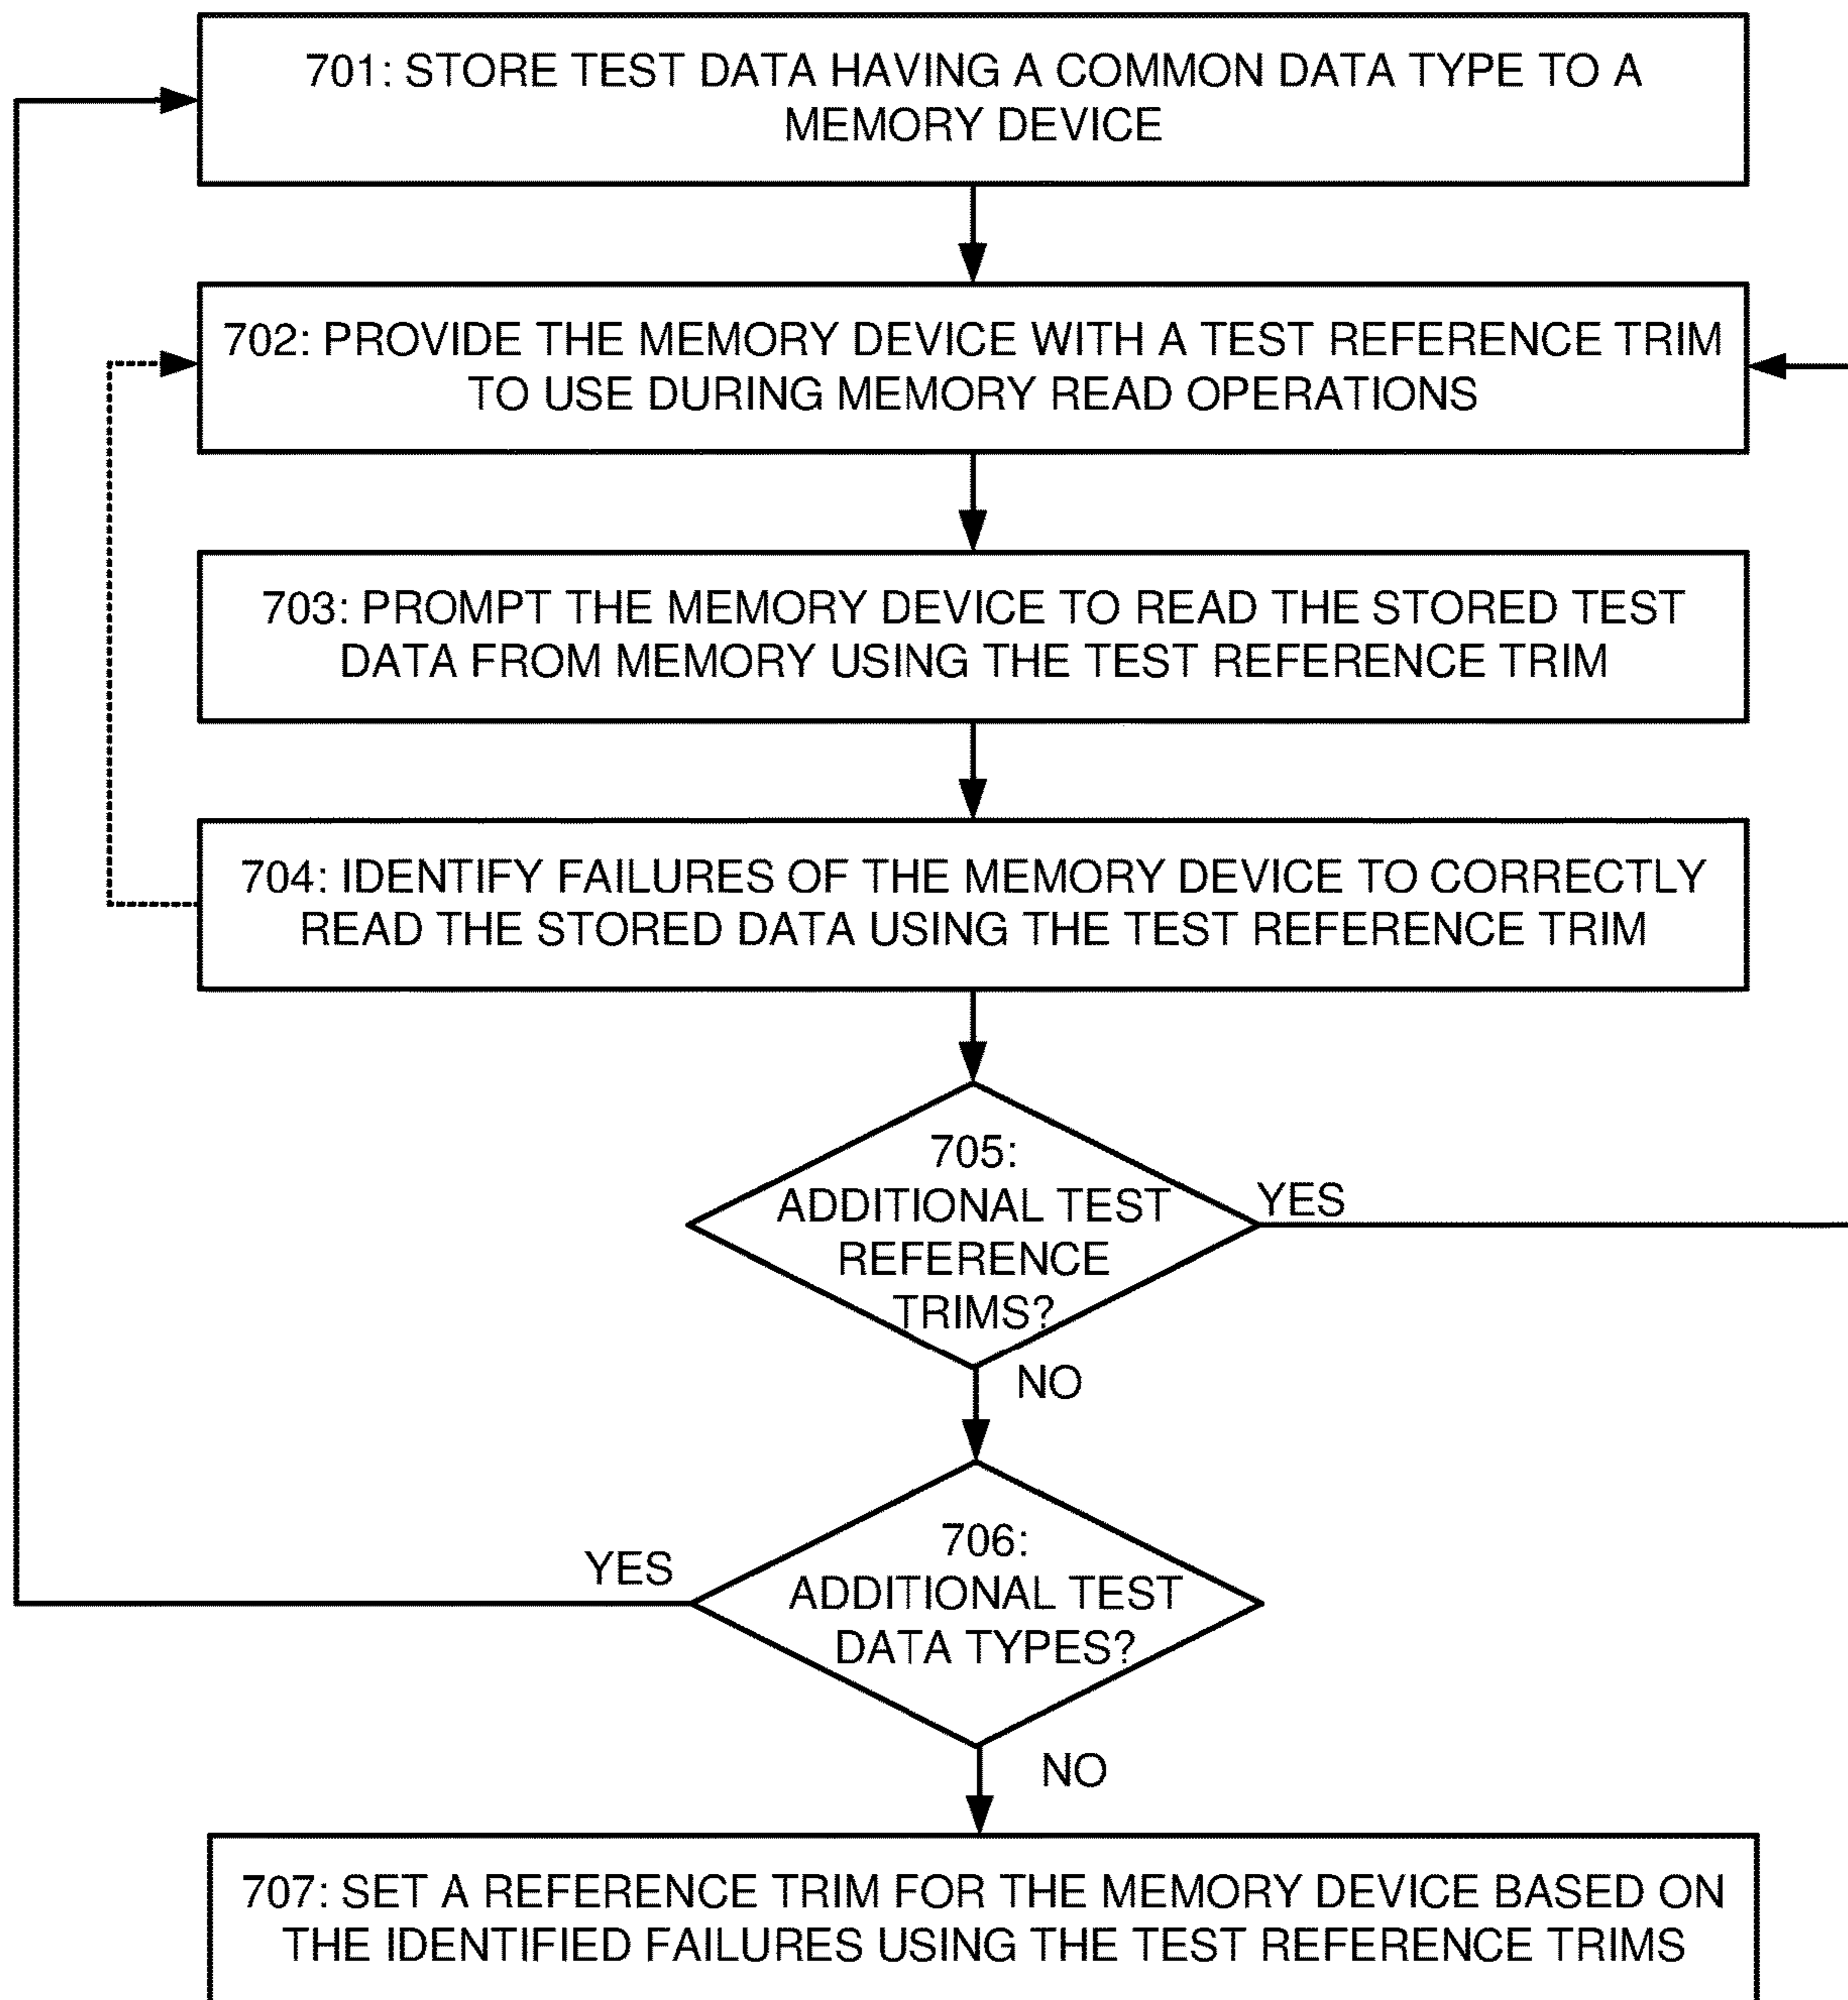 701: STORE TEST DATA HAVING A COMMON DATA TYPE TO A
MEMORY DEVICE
702: PROVIDE THE MEMORY DEVICE WITH A TEST REFERENCE TRIM
TO USE DURING MEMORY READ OPERATIONS
703: PROMPT THE MEMORY DEVICE TO READ THE STORED TEST
DATA FROM MEMORY USING THE TEST REFERENCE TRIM
704: IDENTIFY FAILURES OF THE MEMORY DEVICE TO CORRECTLY
READ THE STORED DATA USING THE TEST REFERENCE TRIM
705:
ADDITIONAL TEST
REFERENCE
TRIMS?
YES
NO
706:
ADDITIONAL TEST
DATA TYPES?
YES
NO
707: SET A REFERENCE TRIM FOR THE MEMORY DEVICE BASED ON
THE IDENTIFIED FAILURES USING THE TEST REFERENCE TRIMS